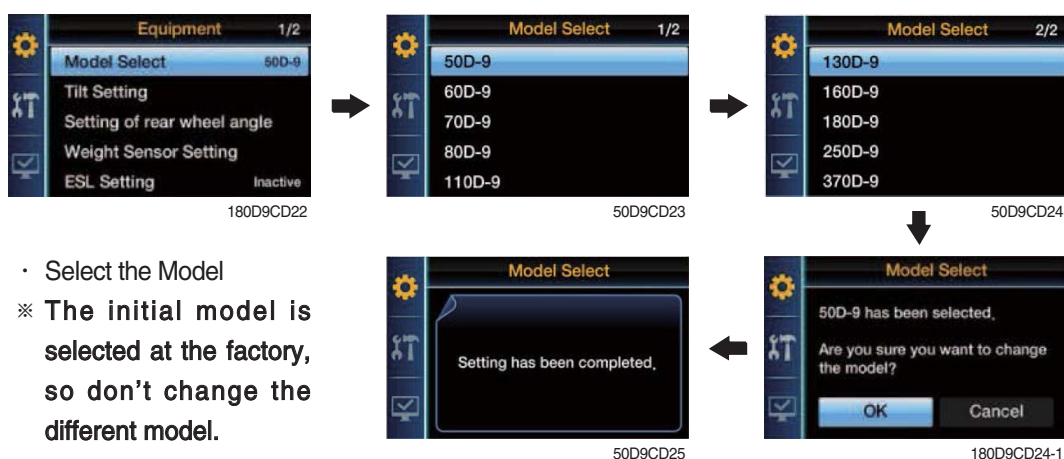 Equipment 1/2
Model Select 50D-9
Tilt Setting
Setting of rear wheel angle
Weight Sensor Setting
ESL Setting Inactive
180D9CD22
Model Select 1/2
50D-9
60D-9
70D-9
80D-9
110D-9
50D9CD23
Model Select 2/2
130D-9
160D-9
180D-9
250D-9
370D-9
50D9CD24
· Select the Model
※ The initial model is
selected at the factory,
so don't change the
different model.
Model Select
Setting has been completed.
50D9CD25
Model Select
50D-9 has been selected.
Are you sure you want to change
the model?
OK Cancel
180D9CD24-1